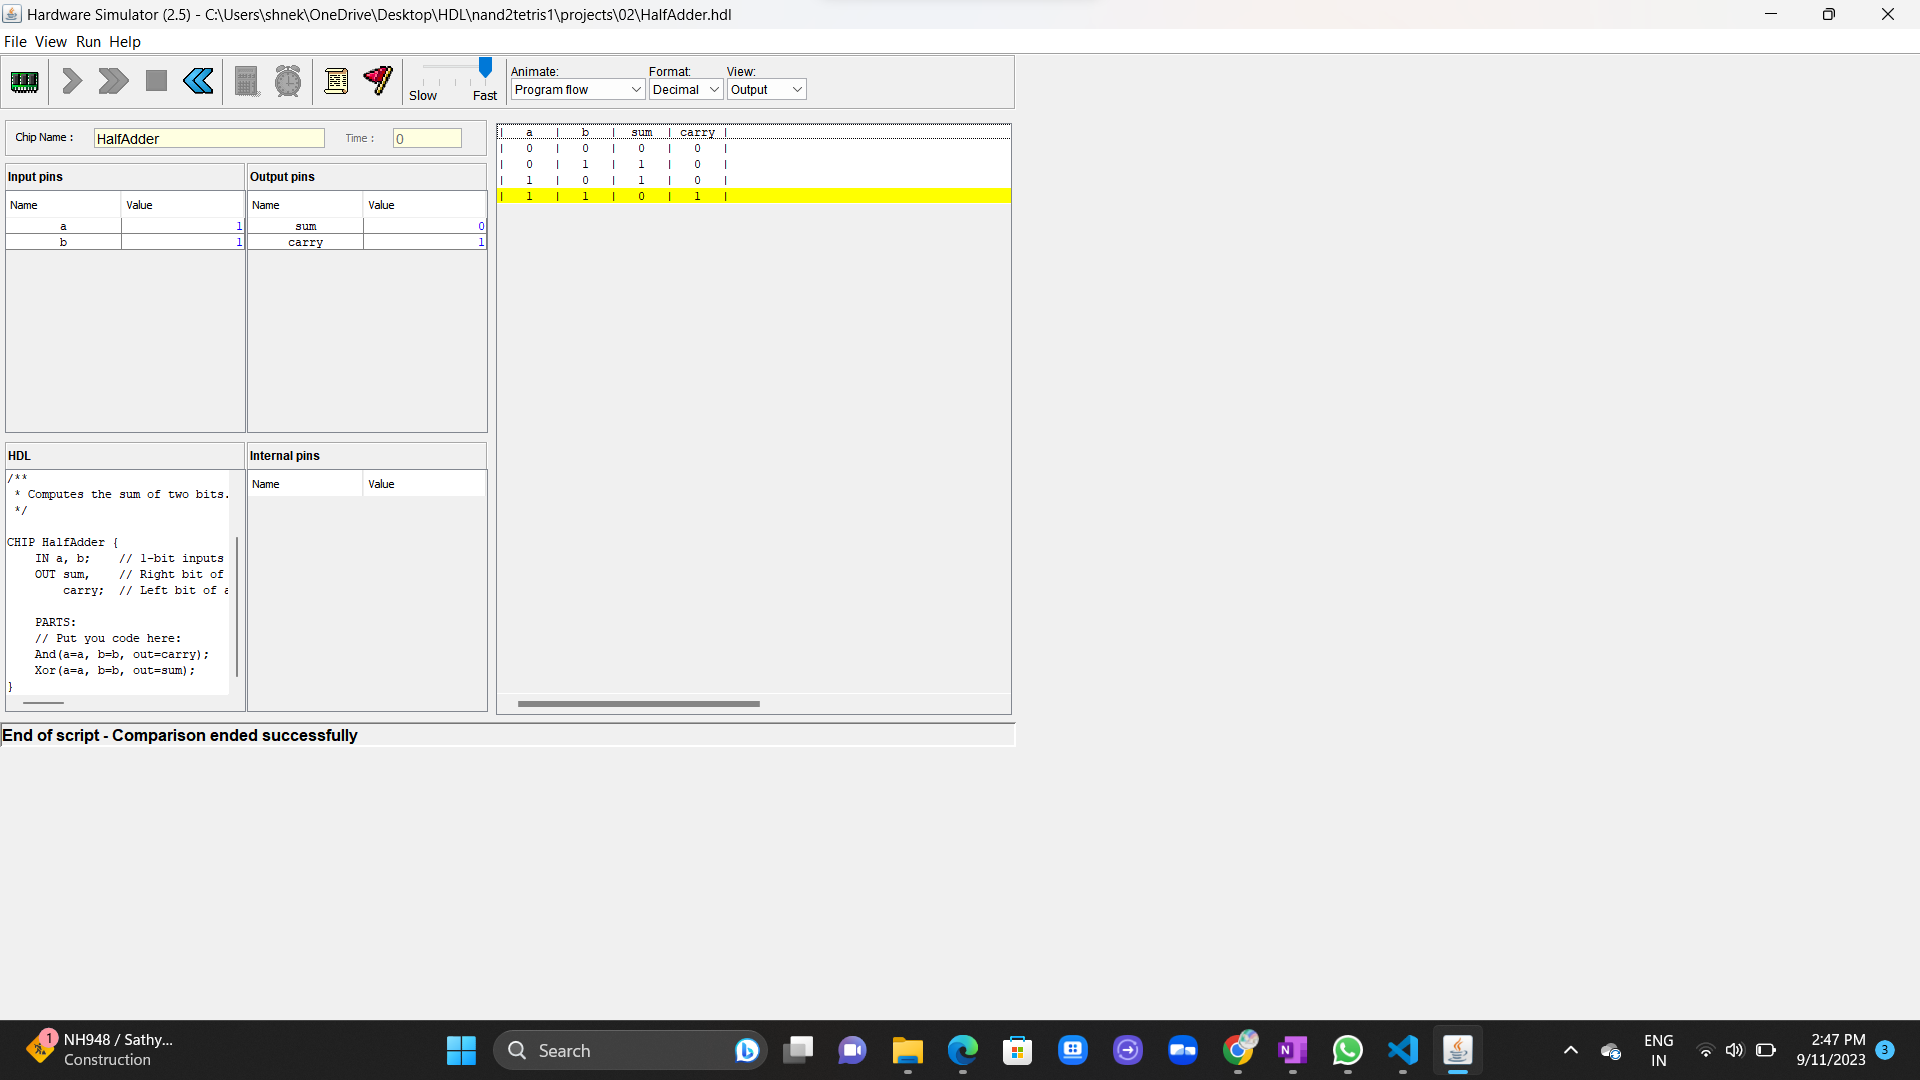 Hardware Simulator (2.5) - C:\Users\shnek\OneDrive\Desktop\HDL\nand2tetris1\projects\02\HalfAdder.hdl
File View Run Help
Slow Fast
Animate: Format: View:
Program flow Decimal Output
Chip Name : HalfAdder Time : 0
Input pins
Name Value
a 1
b 1
Output pins
Name Value
sum 0
carry 1
| a | b | sum | carry |
| 0 | 0 | 0 | 0 |
| 0 | 1 | 1 | 0 |
| 1 | 0 | 1 | 0 |
| 1 | 1 | 0 | 1 |
HDL
/**
* Computes the sum of two bits.
*/
CHIP HalfAdder {
IN a, b; // 1-bit inputs
OUT sum, // Right bit of
carry; // Left bit of a
PARTS:
// Put you code here:
And(a=a, b=b, out=carry);
Xor(a=a, b=b, out=sum);
}
Internal pins
Name Value
End of script - Comparison ended successfully
1
NH948 / Sathy...
Construction
Search
N
ENG
IN
2:47 PM
9/11/2023
3